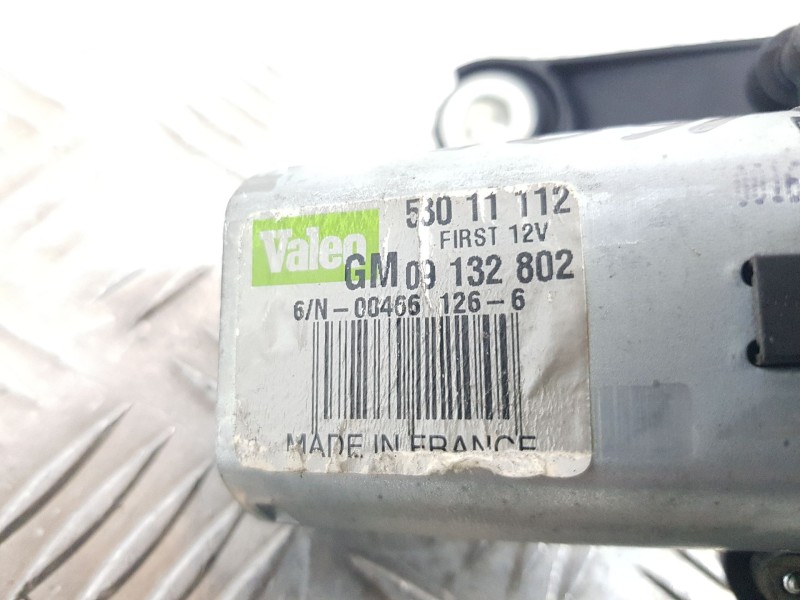 Valeo
530 11 112
FIRST 12V
GM 09 132 802
6/N-00466 126-6
MADE IN FRANCE